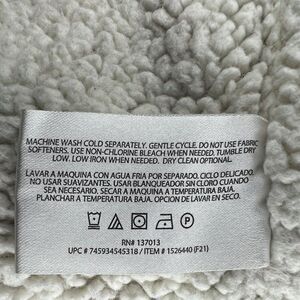 MACHINE WASH COLD SEPARATELY. GENTLE CYCLE. DO NOT USE FABRIC
SOFTENERS. USE NON-CHLORINE BLEACH WHEN NEEDED. TUMBLE DRY
LOW. LOW IRON WHEN NEEDED. DRY CLEAN OPTIONAL.
LAVAR A MAQUINA CON AGUA FRIA POR SEPARADO. CICLO DELICADO.
NO USAR SUAVIZANTES. USAR BLANQUEADOR SIN CLORO CUANDO
SEA NECESARIO. SECAR A MAQUINA A TEMPERATURA BAJA.
PLANCHAR A TEMPERATURA BAJA. OPCION DE LAVAR EN SECO.
P
RN# 137013
UPC # 745934545318 / ITEM # 1526440 (F21)